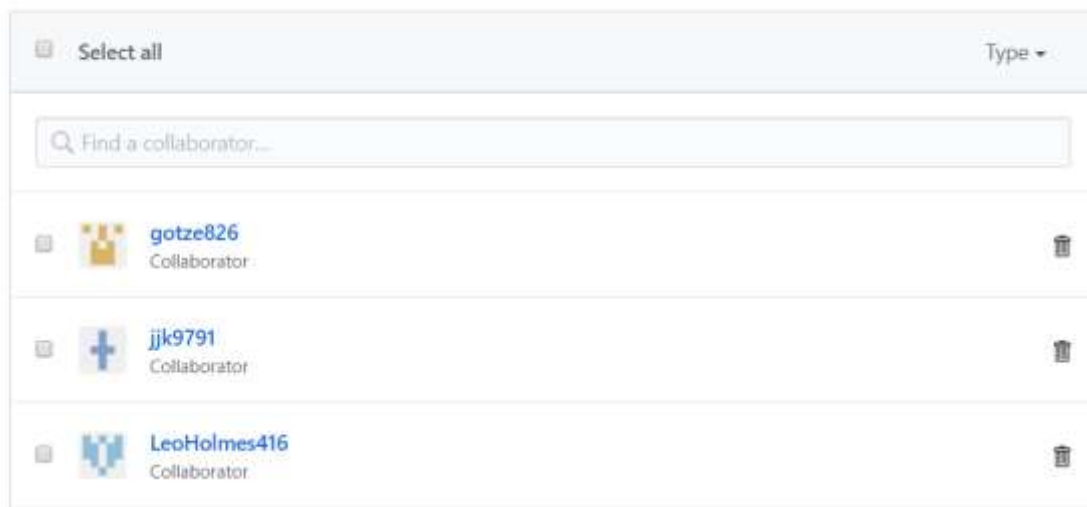 Select all
Type
Find a collaborator...
gotze826
Collaborator
jjk9791
Collaborator
LeoHolmes416
Collaborator